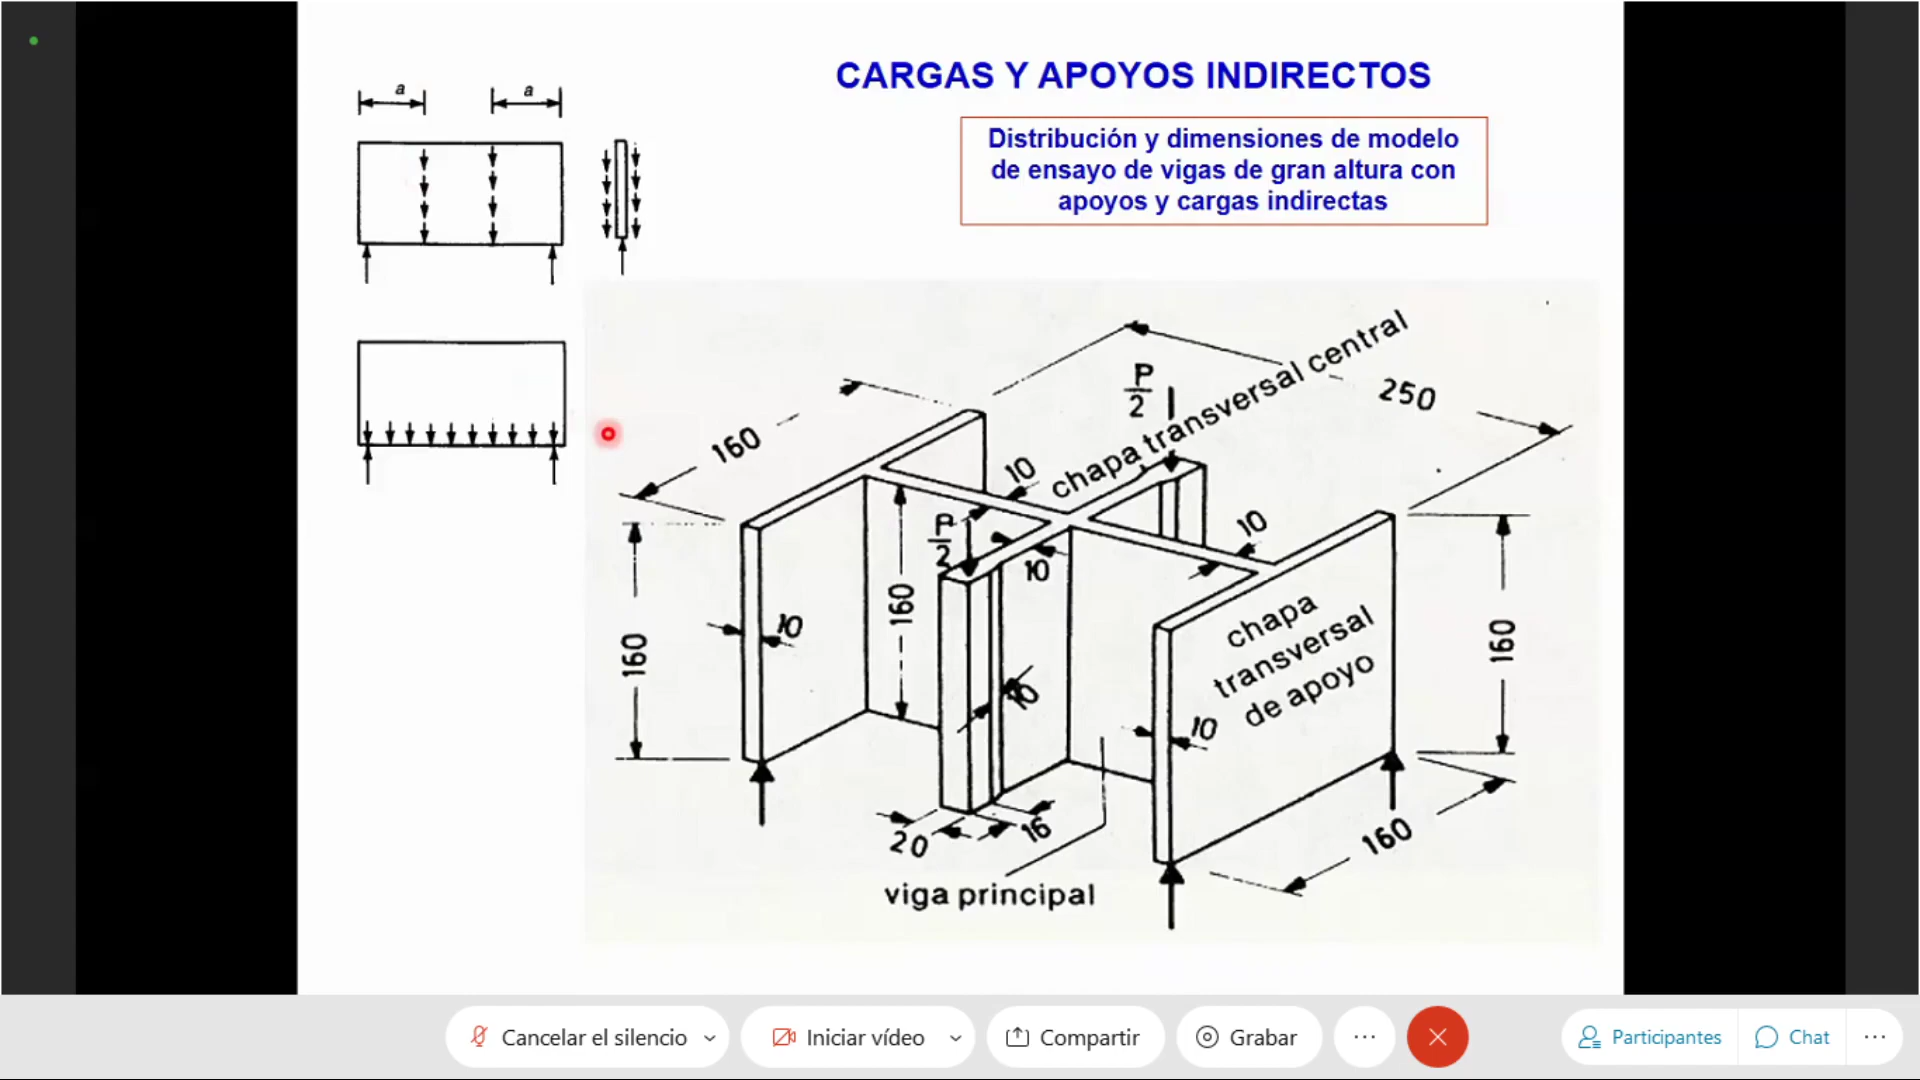 CARGAS Y APOYOS INDIRECTOS
a
a
Distribución y dimensiones de modelo
de ensayo de vigas de gran altura con
apoyos y cargas indirectas
chapa transversal central
P
2
250
160
10
10
P
2
10
160
160
10
10
chapa
transversal
de apoyo
160
10
20
16
160
viga principal
Cancelar el silencio
Iniciar vídeo
Compartir
Grabar
Participantes
Chat